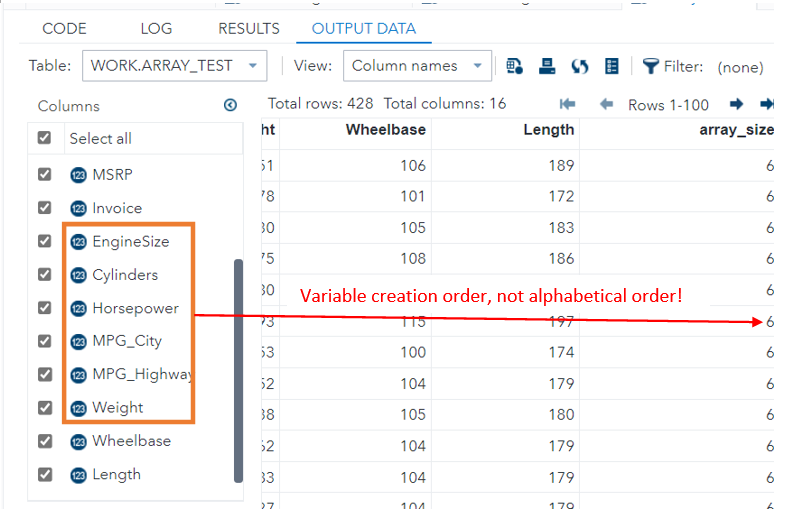 CODE LOG RESULTS OUTPUT DATA
Table: WORK.ARRAY_TEST View: Column names Filter: (none)
Columns Total rows: 428 Total columns: 16 Rows 1-100
Select all
MSRP
Invoice
EngineSize
Cylinders
Horsepower
MPG_City
MPG_Highway
Weight
Wheelbase
Length
ht Wheelbase Length array_size
51 106 189 6
78 101 172 6
30 105 183 6
75 108 186 6
30 6
Variable creation order, not alphabetical order!
93 115 197 6
53 100 174 6
52 104 179 6
38 105 180 6
52 104 179 6
33 104 179 6
27 104 179 6